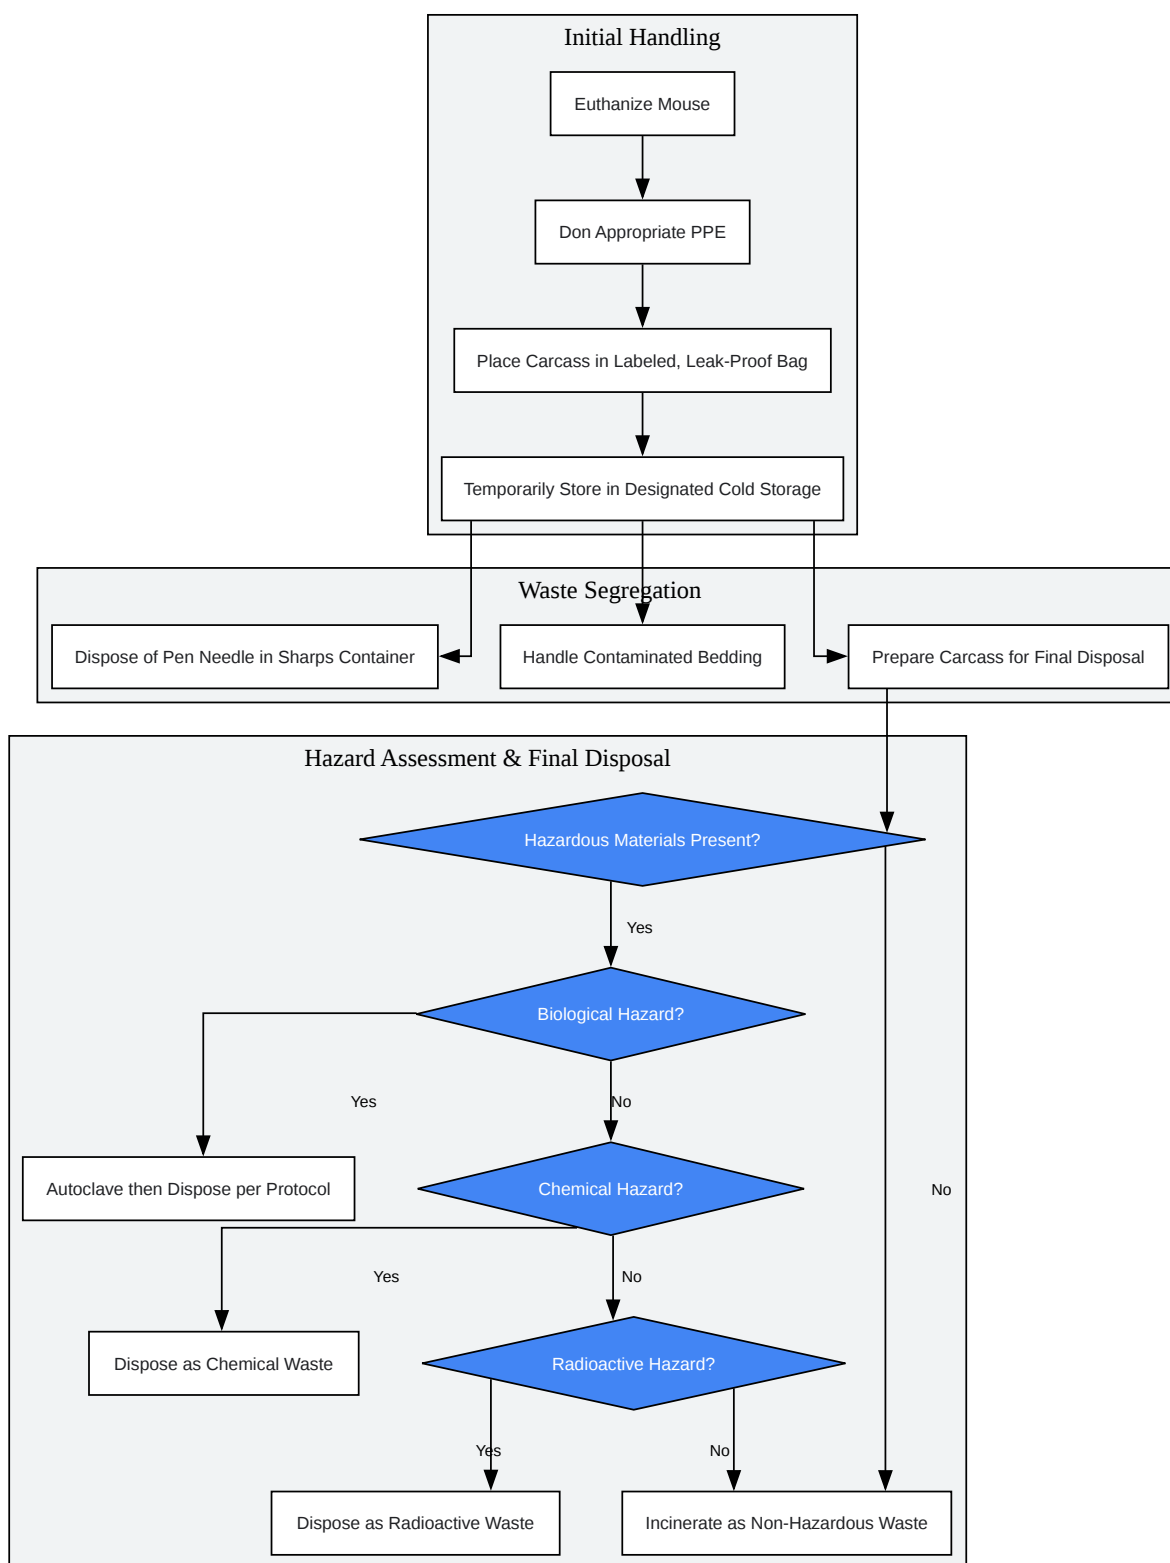 Initial Handling
Euthanize Mouse
Don Appropriate PPE
Place Carcass in Labeled, Leak-Proof Bag
Temporarily Store in Designated Cold Storage
Waste Segregation
Dispose of Pen Needle in Sharps Container
Handle Contaminated Bedding
Prepare Carcass for Final Disposal
Hazard Assessment & Final Disposal
Hazardous Materials Present?
Yes
Biological Hazard?
Yes
No
Autoclave then Dispose per Protocol
Chemical Hazard?
No
Yes
No
Dispose as Chemical Waste
Radioactive Hazard?
Yes
No
Dispose as Radioactive Waste
Incinerate as Non-Hazardous Waste